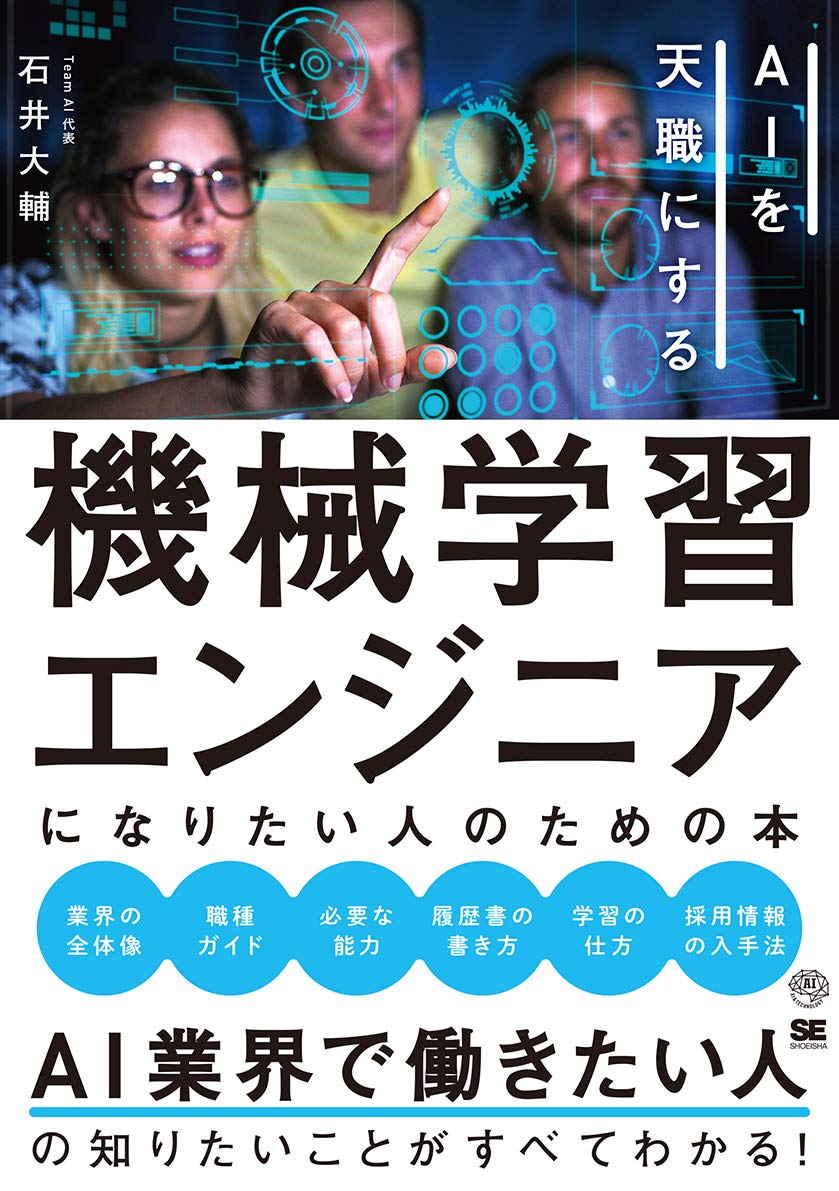 AIを
天職にする
Team AI 代表
石井大輔
機械学習
エンジニア
になりたい人のための本
業界の
全体像
職種
ガイド
必要な
能力
履歴書の
書き方
学習の
仕方
採用情報
の入手法
AI
AI & TECHNOLOGY
SE
SHOEISHA
AI業界で働きたい人
の知りたいことがすべてわかる!